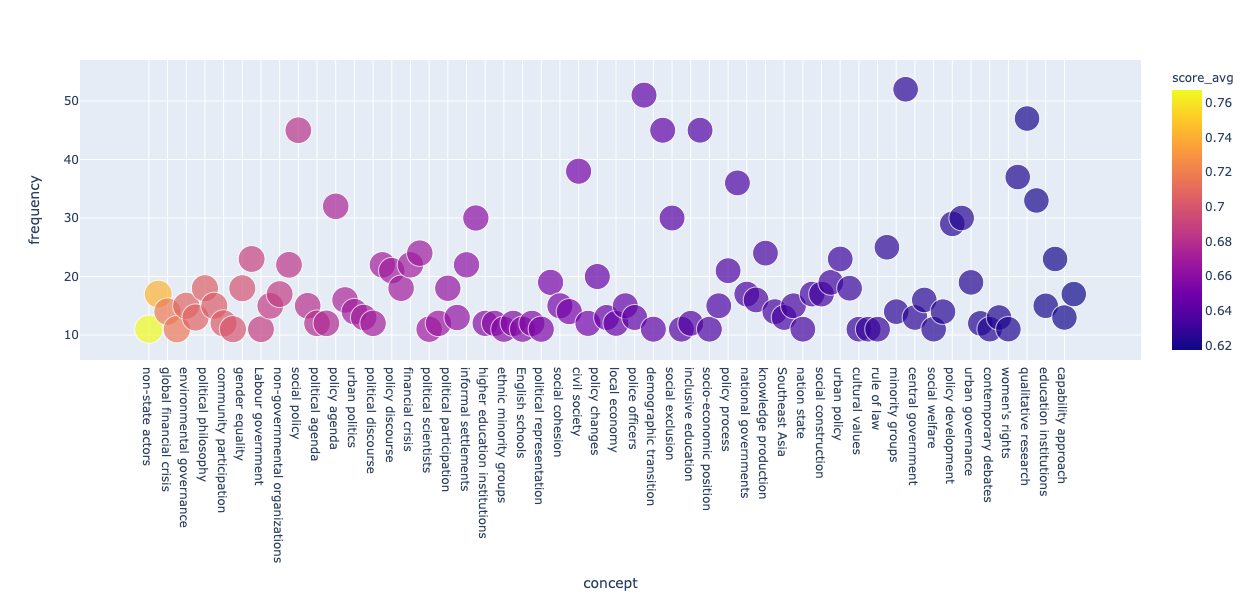 score_avg
0.76
0.74
0.72
0.7
0.68
0.66
0.64
0.62
frequency
50
40
30
20
10
non-state actors
global financial crisis
environmental governance
political philosophy
community participation
gender equality
Labour government
non-governmental organizations
social policy
political agenda
policy agenda
urban politics
political discourse
policy discourse
financial crisis
political scientists
political participation
informal settlements
higher education institutions
ethnic minority groups
English schools
political representation
social cohesion
civil society
policy changes
local economy
police officers
demographic transition
social exclusion
inclusive education
socio-economic position
policy process
national governments
knowledge production
Southeast Asia
nation state
social construction
urban policy
cultural values
rule of law
minority groups
central government
social welfare
policy development
urban governance
contemporary debates
women's rights
qualitative research
education institutions
capability approach
concept